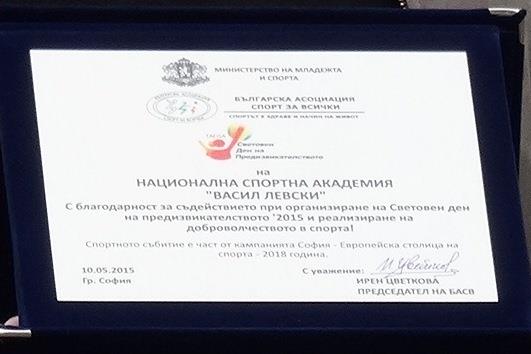 МИНИСТЕРСТВО НА МЛАДЕЖТА
И СПОРТА
БЪЛГАРСКА АСОЦИАЦИЯ
СПОРТ ЗА ВСИЧКИ
СПОРТЪТ Е ЗДРАВЕ И НАЧИН НА ЖИВОТ
TAFISA
Световен
Ден на
Предизвикателството
на
НАЦИОНАЛНА СПОРТНА АКАДЕМИЯ
"ВАСИЛ ЛЕВСКИ"
С благодарност за съдействието при организиране на Световен ден
на предизвикателството '2015 и реализиране на
доброволчеството в спорта!
Спортното събитие е част от кампанията София - Европейска столица на
спорта - 2018 година.
10.05.2015
Гр. София
С уважение:
ИРЕН ЦВЕТКОВА
ПРЕДСЕДАТЕЛ НА БАСВ